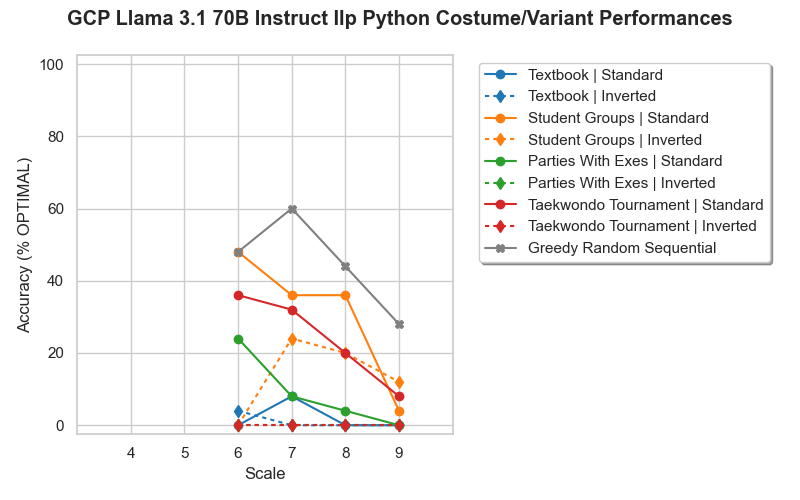 GCP Llama 3.1 70B Instruct Ilp Python Costume/Variant Performances
100
80
60
40
20
0
Accuracy (% OPTIMAL)
4 5 6 7 8 9
Scale
Textbook | Standard
Textbook | Inverted
Student Groups | Standard
Student Groups | Inverted
Parties With Exes | Standard
Parties With Exes | Inverted
Taekwondo Tournament | Standard
Taekwondo Tournament | Inverted
Greedy Random Sequential